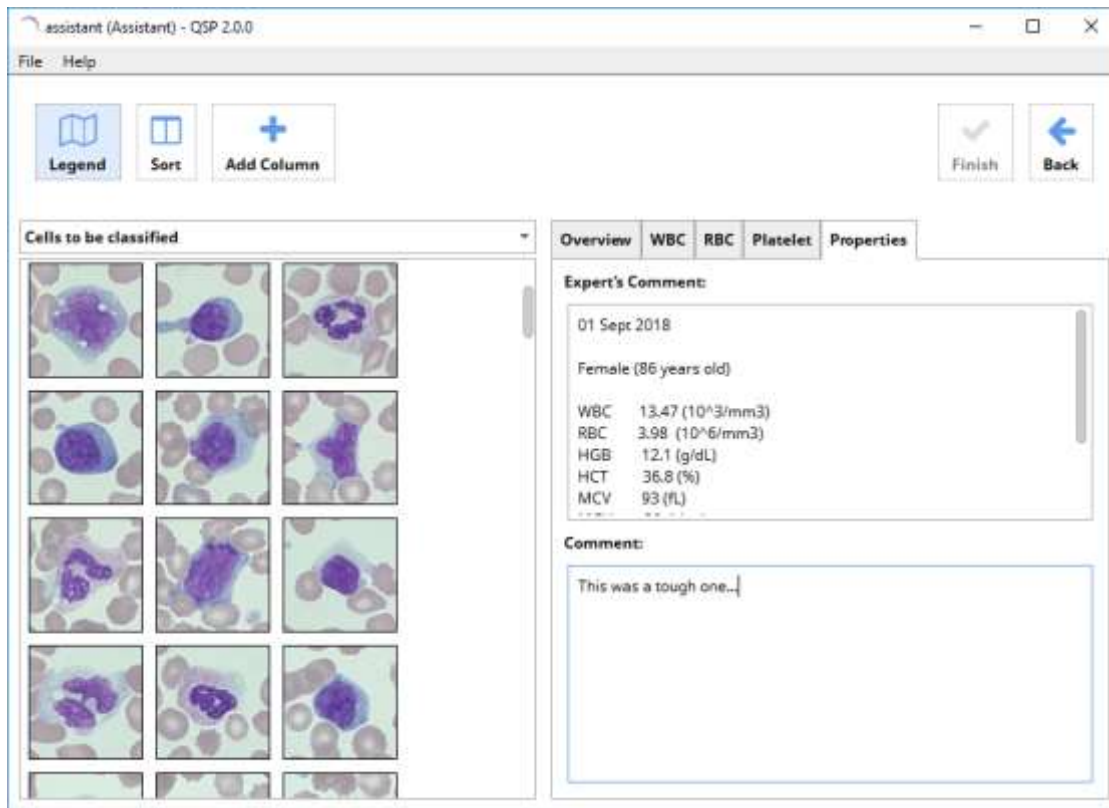 assistant (Assistant) - QSP 2.0.0
File Help
Legend Sort Add Column Finish Back
Cells to be classified
Overview WBC RBC Platelet Properties
Expert's Comment:
01 Sept 2018
Female (86 years old)
WBC 13.47 (10^3/mm3)
RBC 3.98 (10^6/mm3)
HGB 12.1 (g/dL)
HCT 36.8 (%)
MCV 93 (fL)
Comment:
This was a tough one...